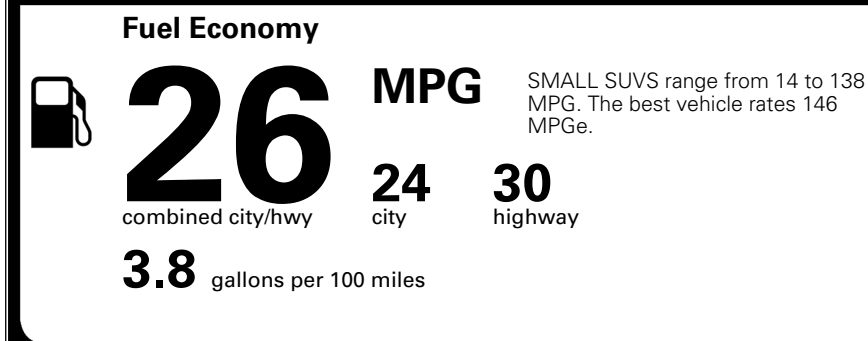 Fuel Economy
26 MPG
SMALL SUVS range from 14 to 138
MPG. The best vehicle rates 146
MPGe.
combined city/hwy
24
city
30
highway
3.8 gallons per 100 miles